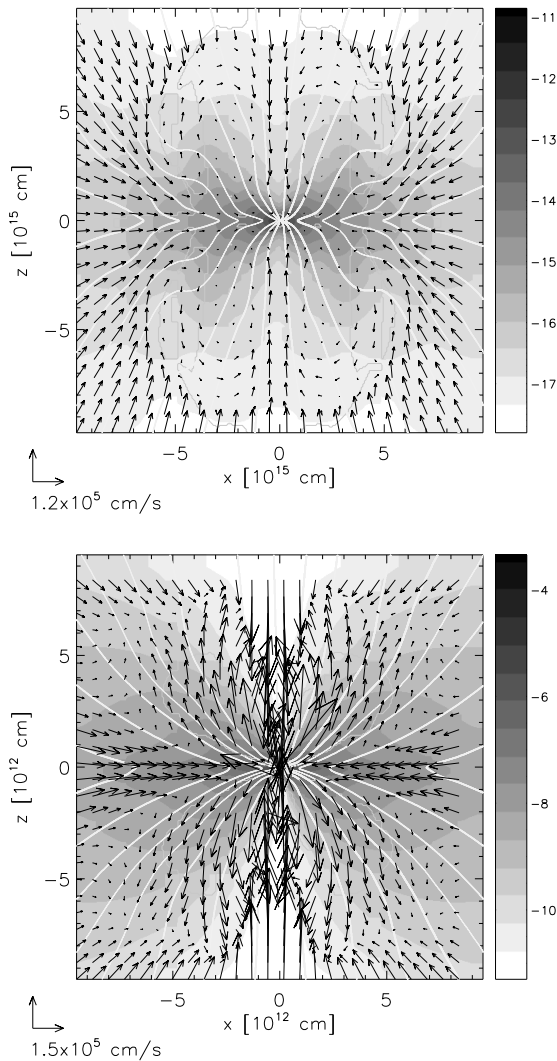 -11
-12
-13
-14
-15
-16
-17
5
0
-5
z [10^15 cm]
-5 0 5
x [10^15 cm]
1.2x10^5 cm/s
-4
-6
-8
-10
5
0
-5
z [10^12 cm]
-5 0 5
x [10^12 cm]
1.5x10^5 cm/s